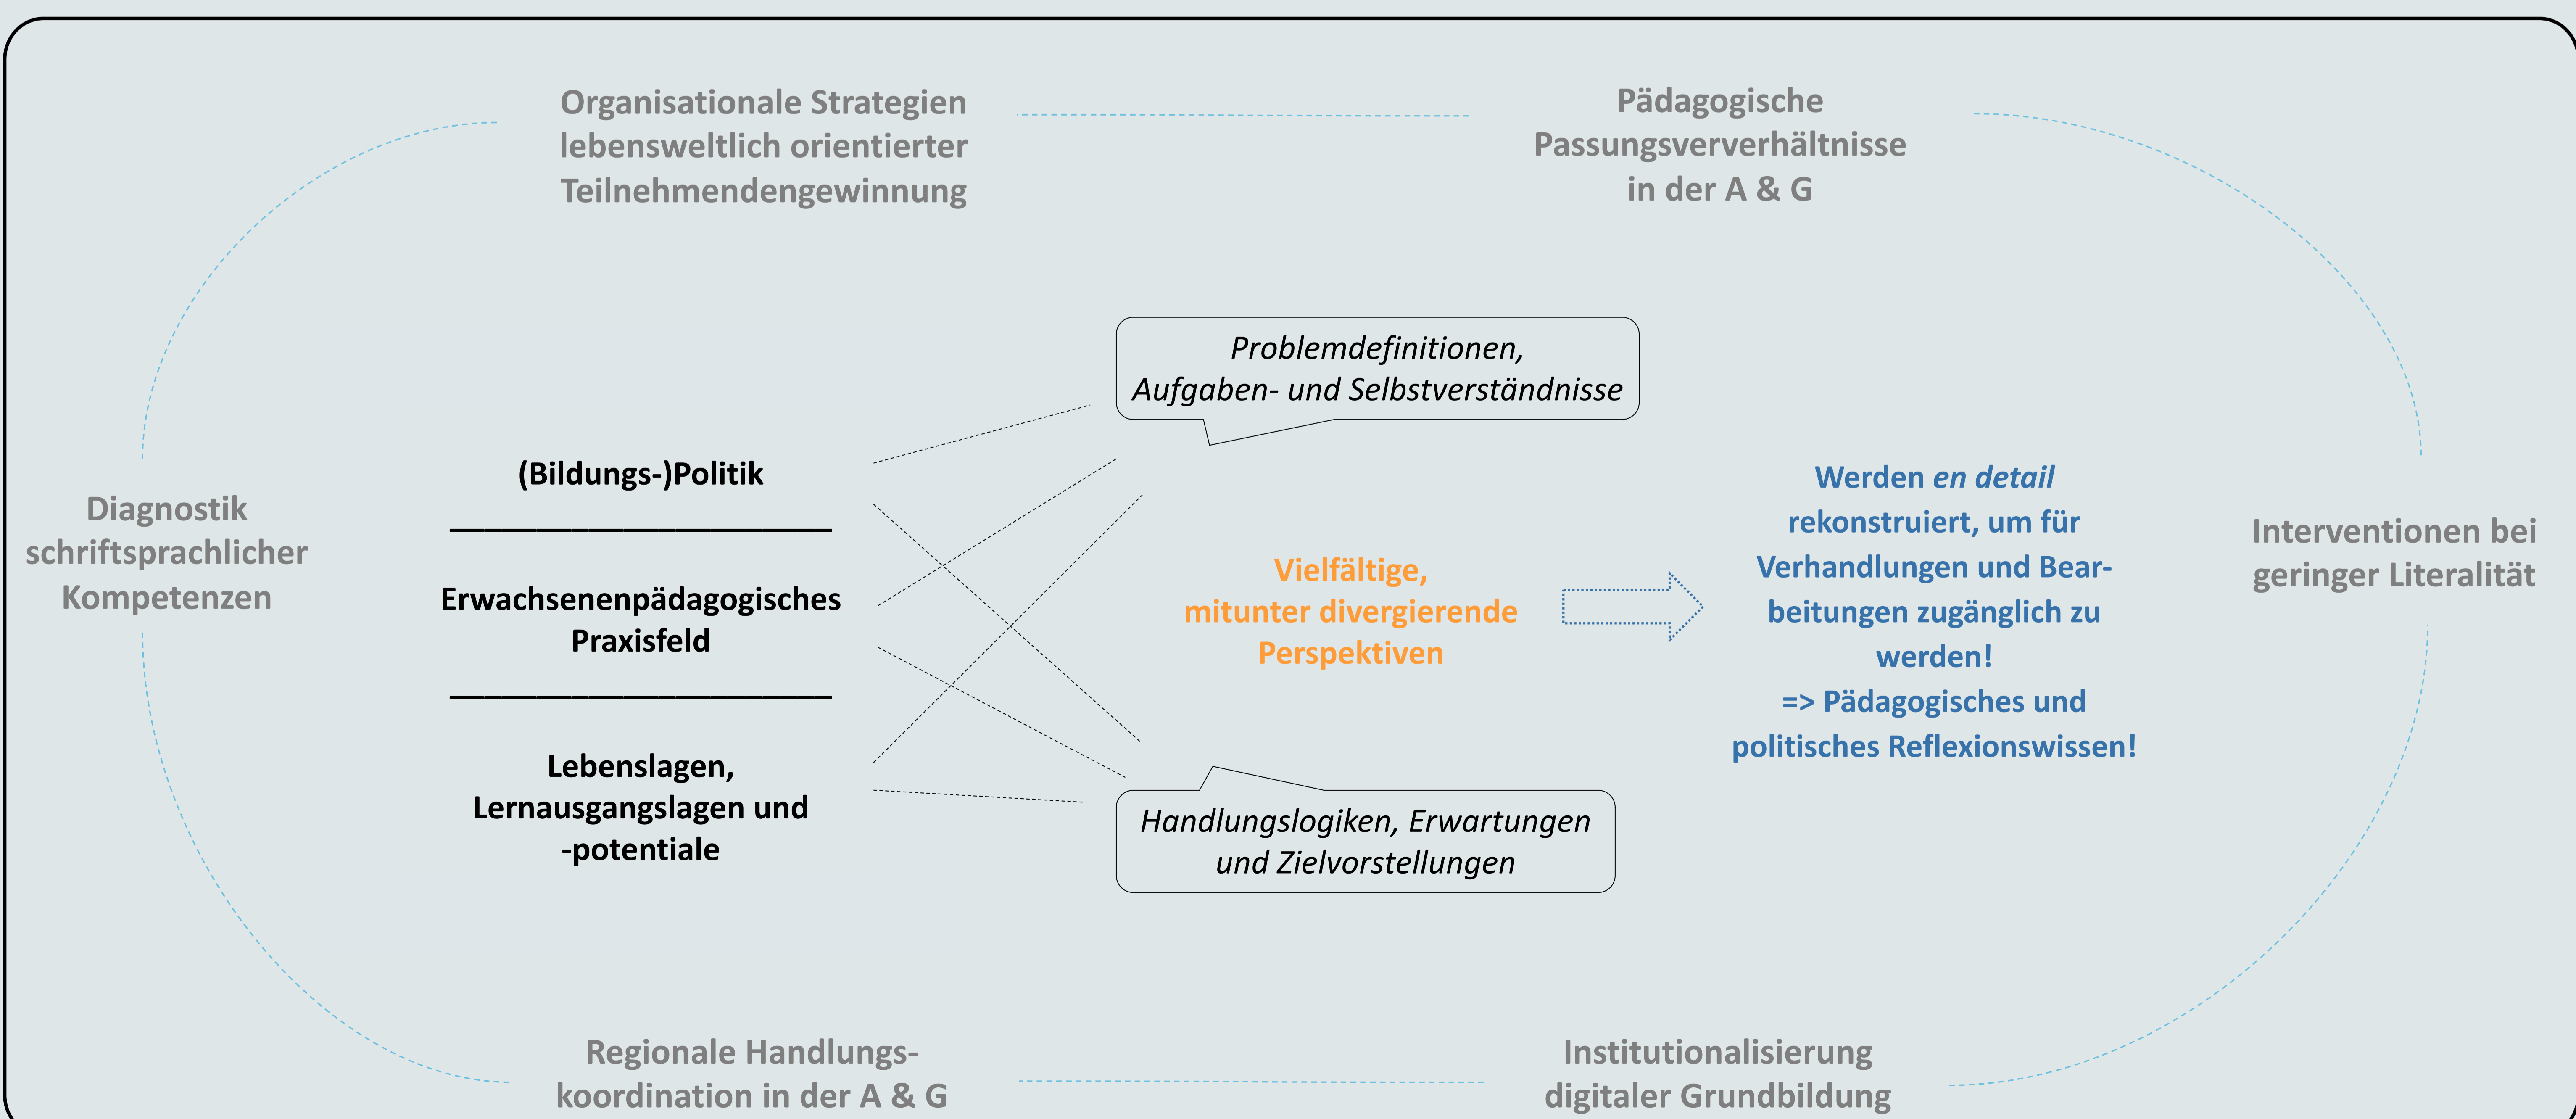 Organisationale Strategien
lebensweltlich orientierter
Teilnehmendengewinnung
Pädagogische
Passungsververhältnisse
in der A & G
Diagnostik
schriftsprachlicher
Kompetenzen
(Bildungs-)Politik
Erwachsenenpädagogisches
Praxisfeld
Lebenslagen,
Lernausgangslagen und
-potentiale
Problemdefinitionen,
Aufgaben- und Selbstverständnisse
Vielfältige,
mitunter divergierende
Perspektiven
Handlungslogiken, Erwartungen
und Zielvorstellungen
Werden en detail
rekonstruiert, um für
Verhandlungen und Bear-
beitungen zugänglich zu
werden!
=> Pädagogisches und
politisches Reflexionswissen!
Interventionen bei
geringer Literalität
Regionale Handlungs-
koordination in der A & G
Institutionalisierung
digitaler Grundbildung